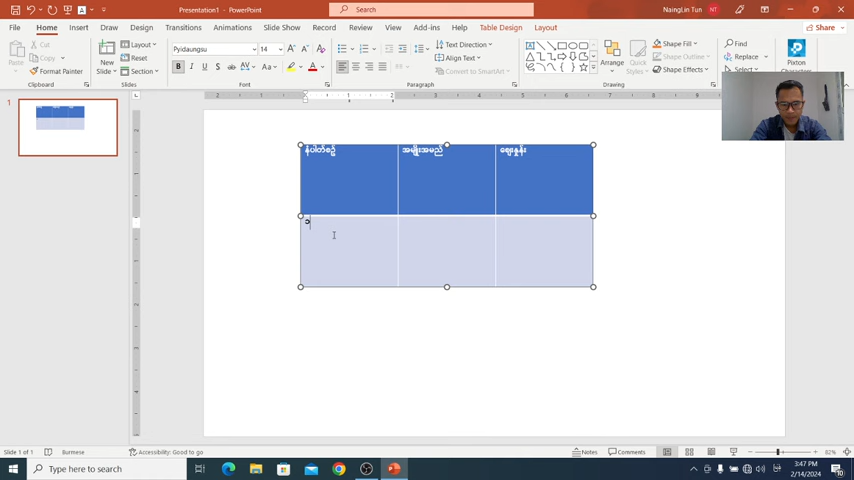 Presentation1 - PowerPoint
Search
NaingLin Tun
NT
File
Home
Insert
Draw
Design
Transitions
Animations
Slide Show
Record
Review
View
Add-ins
Help
Table Design
Layout
Share
Paste
Cut
Copy
Format Painter
Clipboard
New Slide
Layout
Reset
Section
Slides
Pyidaungsu
14
Font
Text Direction
Align Text
Convert to SmartArt
Paragraph
Arrange
Quick Styles
Shape Fill
Shape Outline
Shape Effects
Drawing
Find
Replace
Select
Pixton
Characters
1
နံပါတ်စဉ်
အမျိုးအမည်
ဈေးနှုန်း
၁
Slide 1 of 1
Burmese
Accessibility: Good to go
Notes
Comments
82%
Type here to search
3:47 PM
2/14/2024